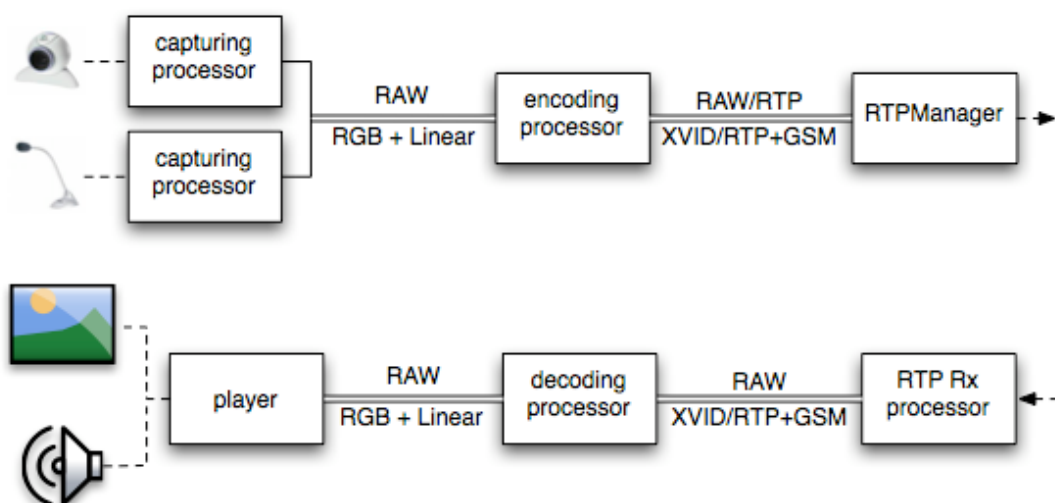 capturing
processor
RAW
RGB + Linear
encoding
processor
RAW/RTP
XVID/RTP+GSM
RTPManager
capturing
processor
player
RAW
RGB + Linear
decoding
processor
RAW
XVID/RTP+GSM
RTP Rx
processor